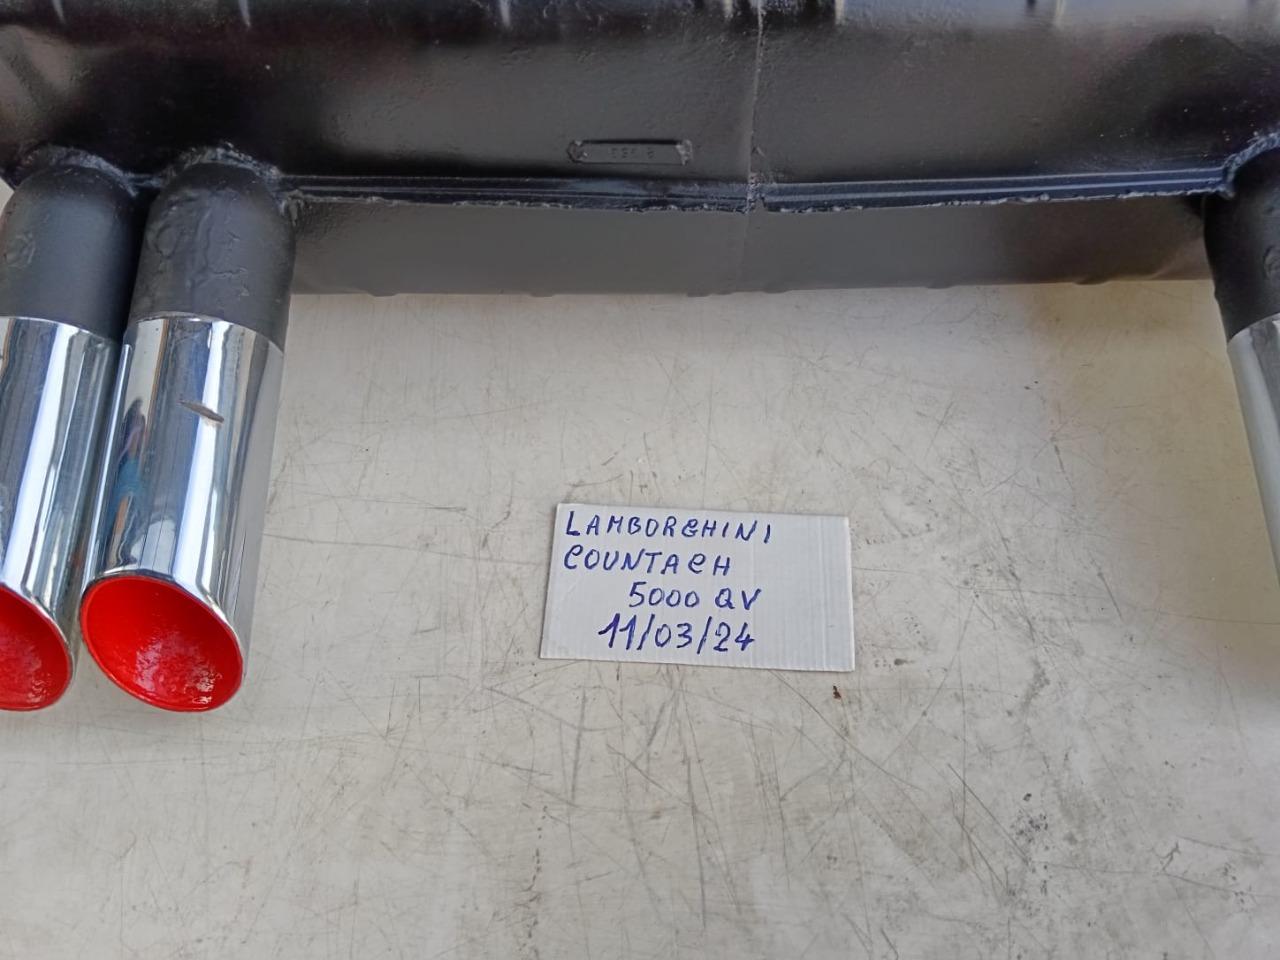 LAMBORGHINI
COUNTACH
5000 QV
11/03/24